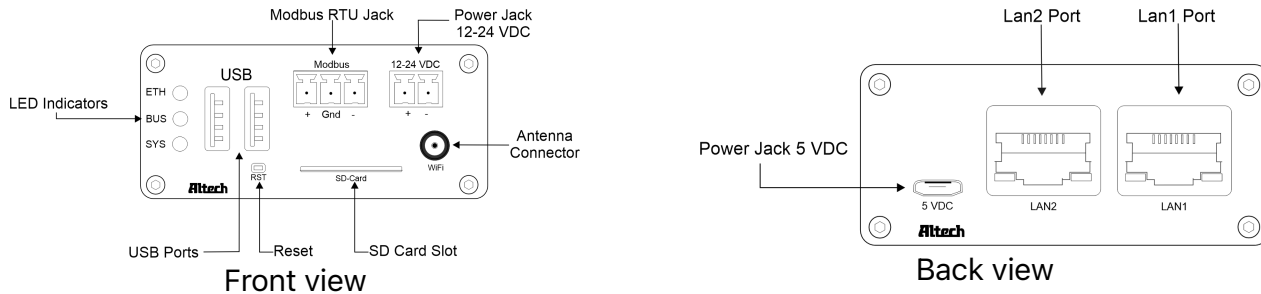 Modbus RTU Jack
Power Jack
12-24 VDC
LED Indicators
ETH
BUS
SYS
USB
Modbus
+ Gnd -
12-24 VDC
+ -
WiFi
Antenna
Connector
RST
SD-Card
Altech
USB Ports
Reset
SD Card Slot
Front view
Lan2 Port
Lan1 Port
Power Jack 5 VDC
5 VDC
LAN2
LAN1
Altech
Back view